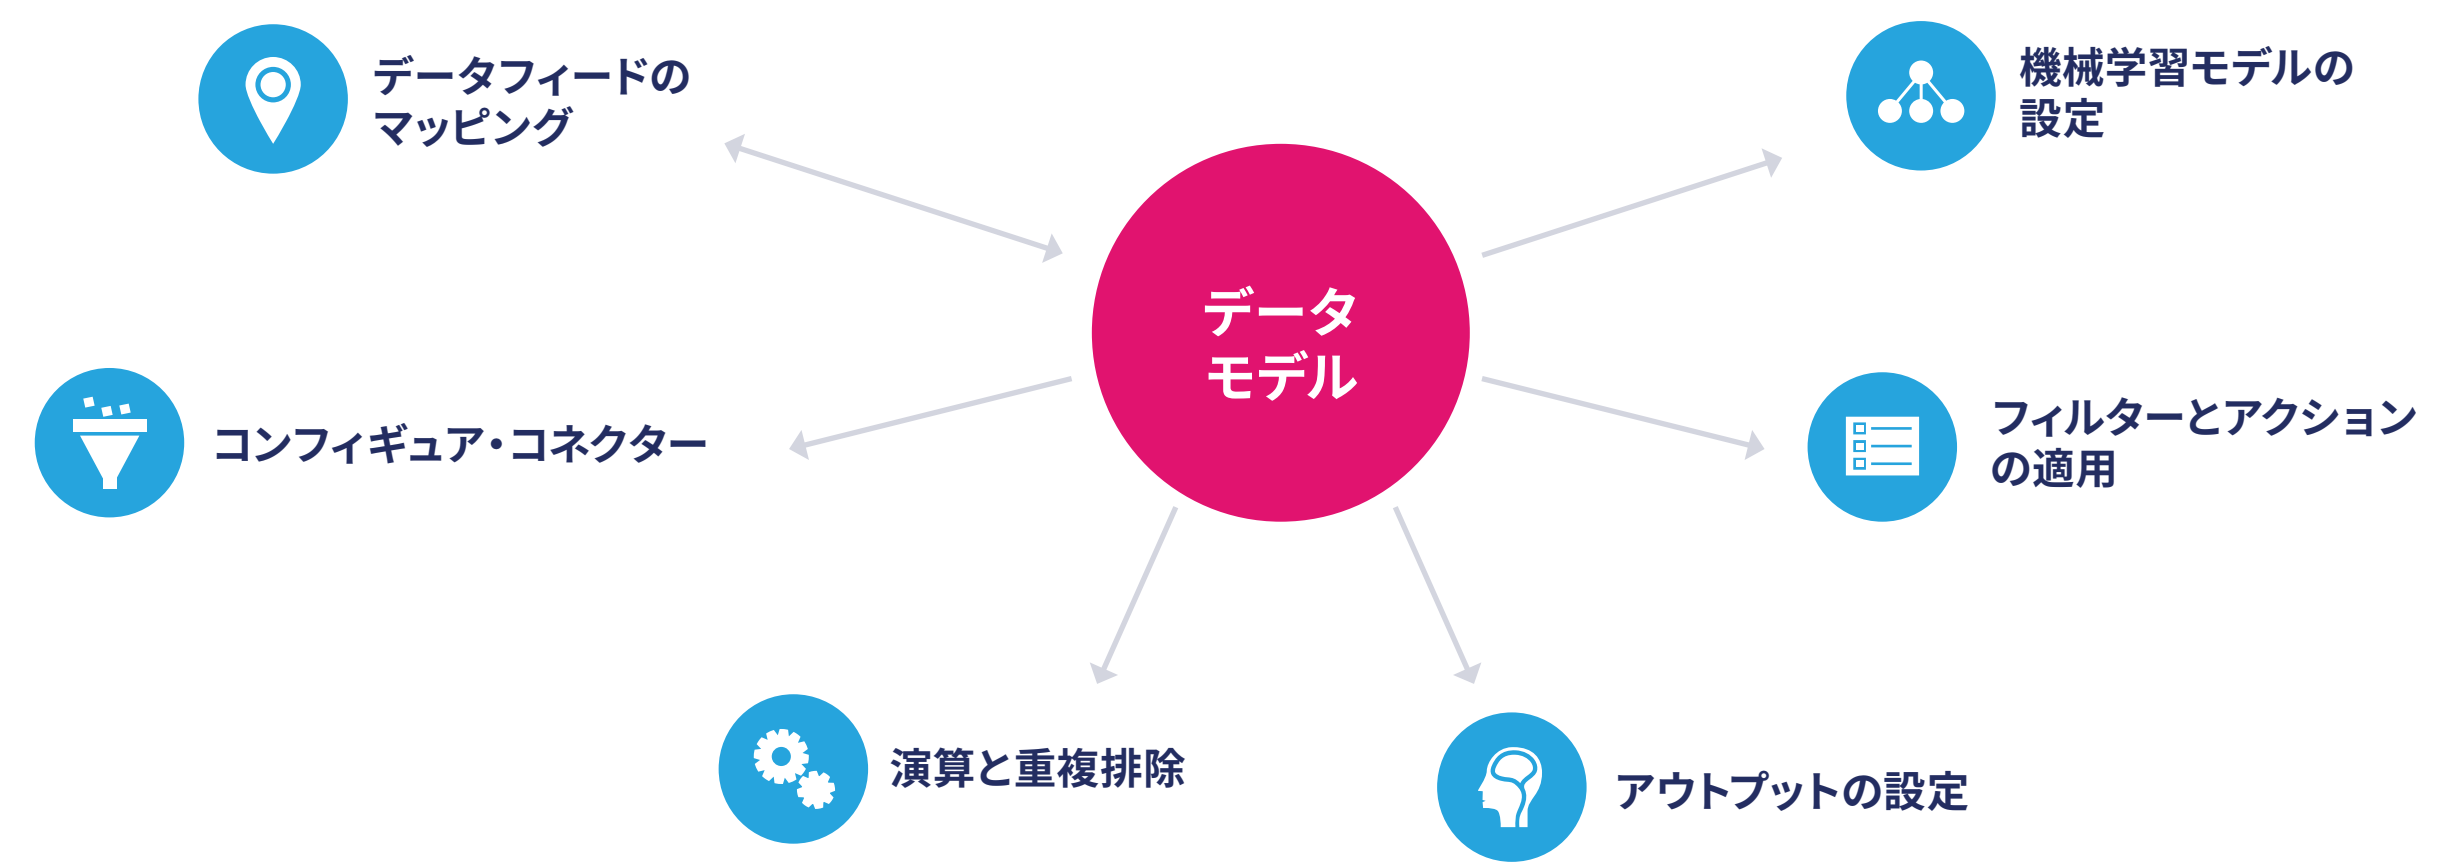 データフィードの
マッピング
機械学習モデルの
設定
データ
モデル
コンフィギュア・コネクター
フィルターとアクション
の適用
演算と重複排除
アウトプットの設定